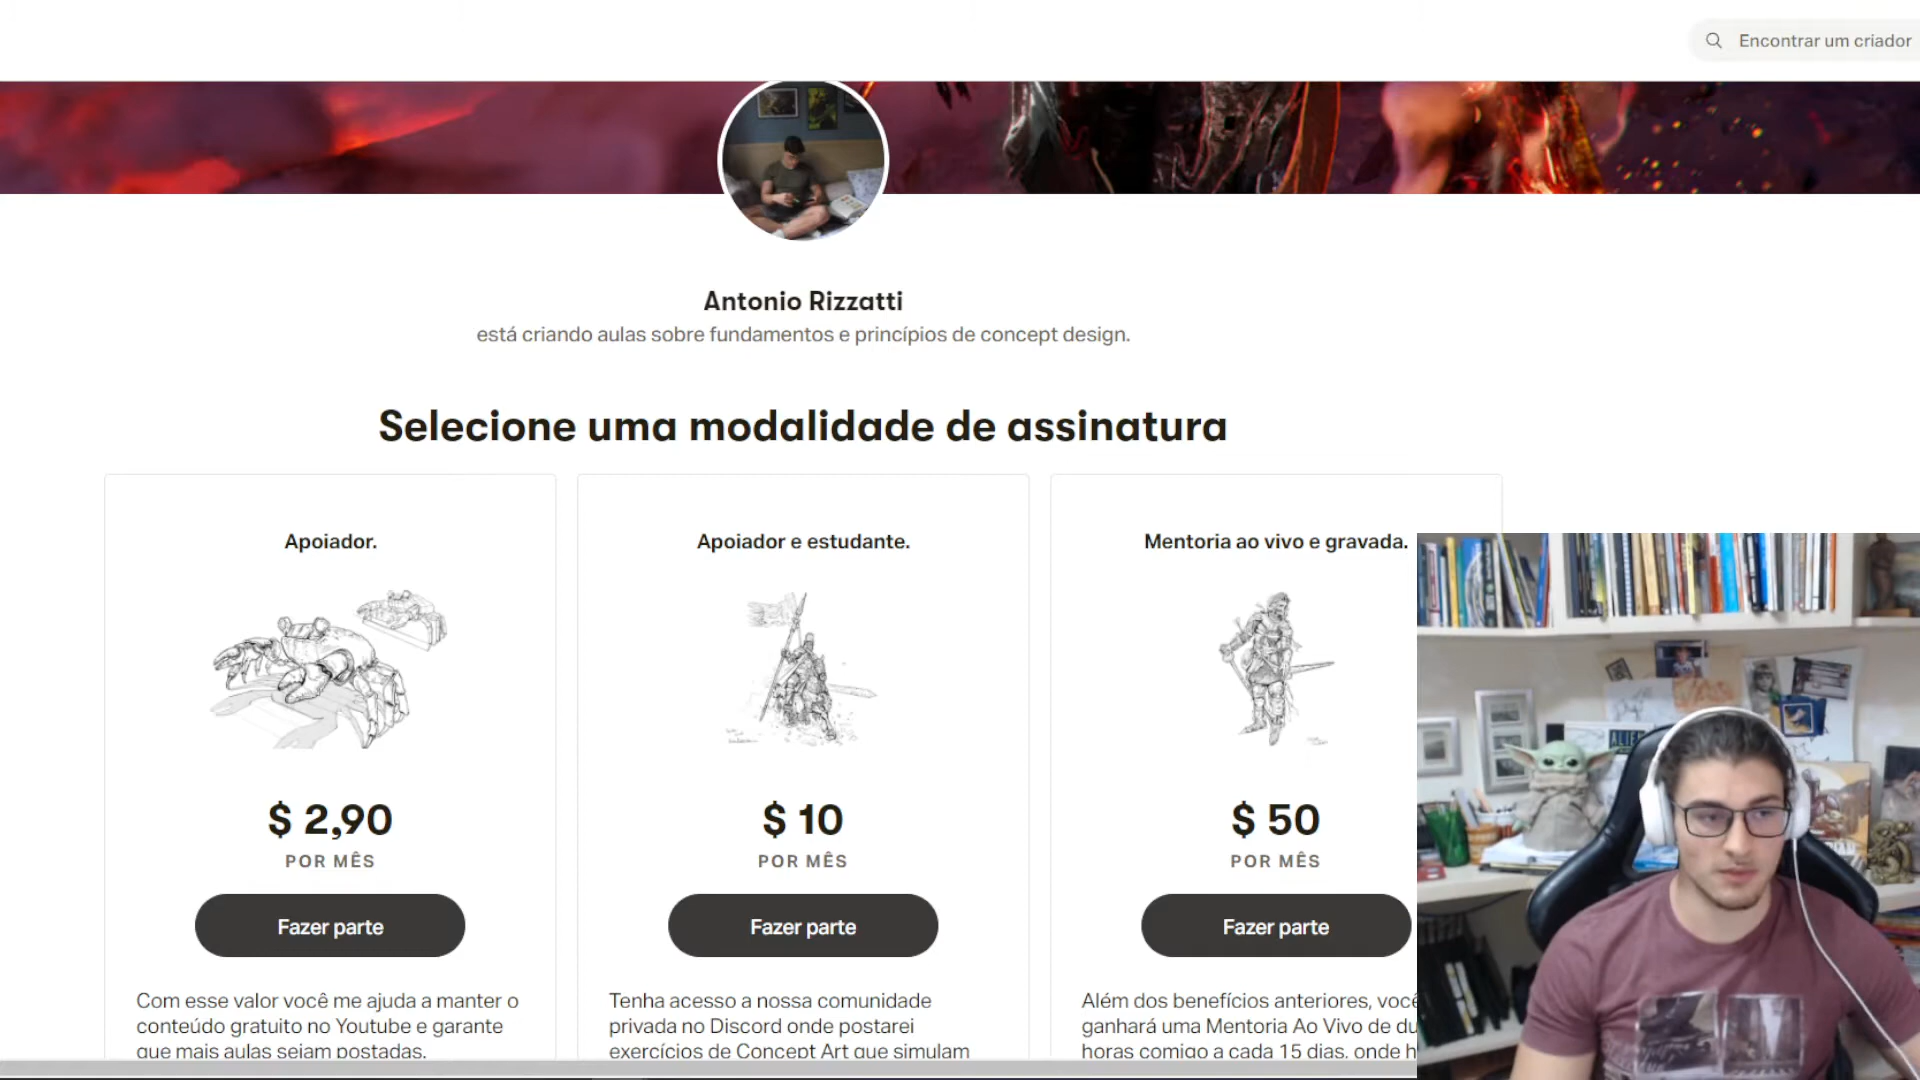 Encontrar um criador
Antonio Rizzatti
está criando aulas sobre fundamentos e princípios de concept design.
Selecione uma modalidade de assinatura
Apoiador.
$ 2,90
POR MÊS
Fazer parte
Com esse valor você me ajuda a manter o
conteúdo gratuito no Youtube e garante
que mais aulas sejam postadas.
Apoiador e estudante.
$ 10
POR MÊS
Fazer parte
Tenha acesso a nossa comunidade
privada no Discord onde postarei
exercícios de Concept Art que simulam
Mentoria ao vivo e gravada.
$ 50
POR MÊS
Fazer parte
Além dos benefícios anteriores, você
ganhará uma Mentoria Ao Vivo de du
horas comigo a cada 15 dias, onde h
ALIEN